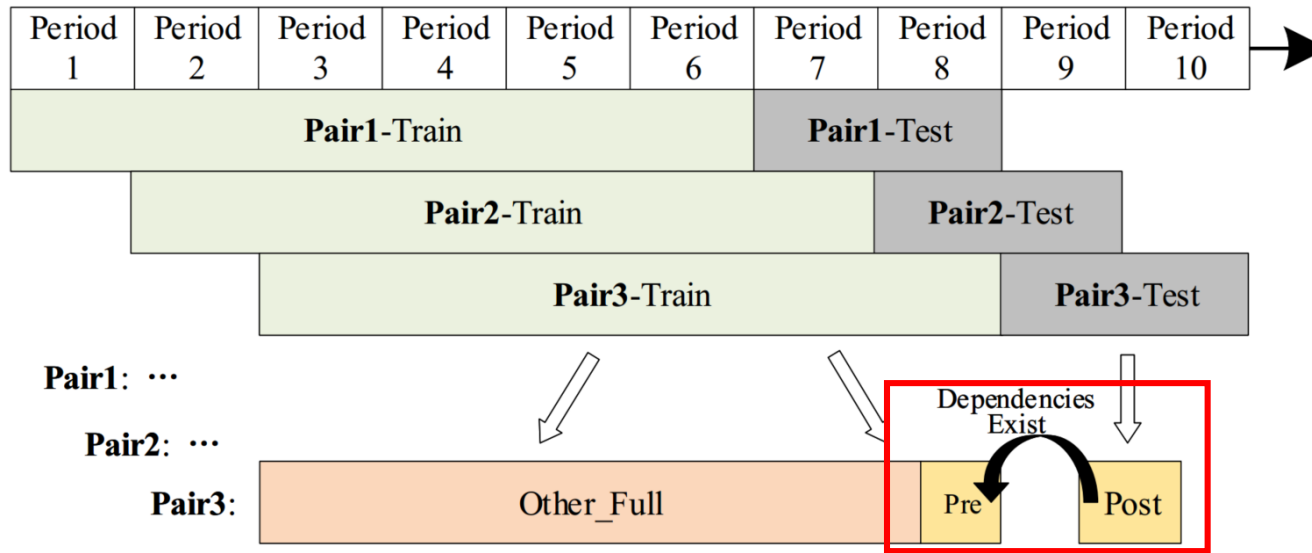 Period 1
Period 2
Period 3
Period 4
Period 5
Period 6
Period 7
Period 8
Period 9
Period 10
Pair1-Train
Pair1-Test
Pair2-Train
Pair2-Test
Pair3-Train
Pair3-Test
Pair1: ···
Dependencies
Exist
Pair2: ···
Pair3:
Other_Full
Pre
Post